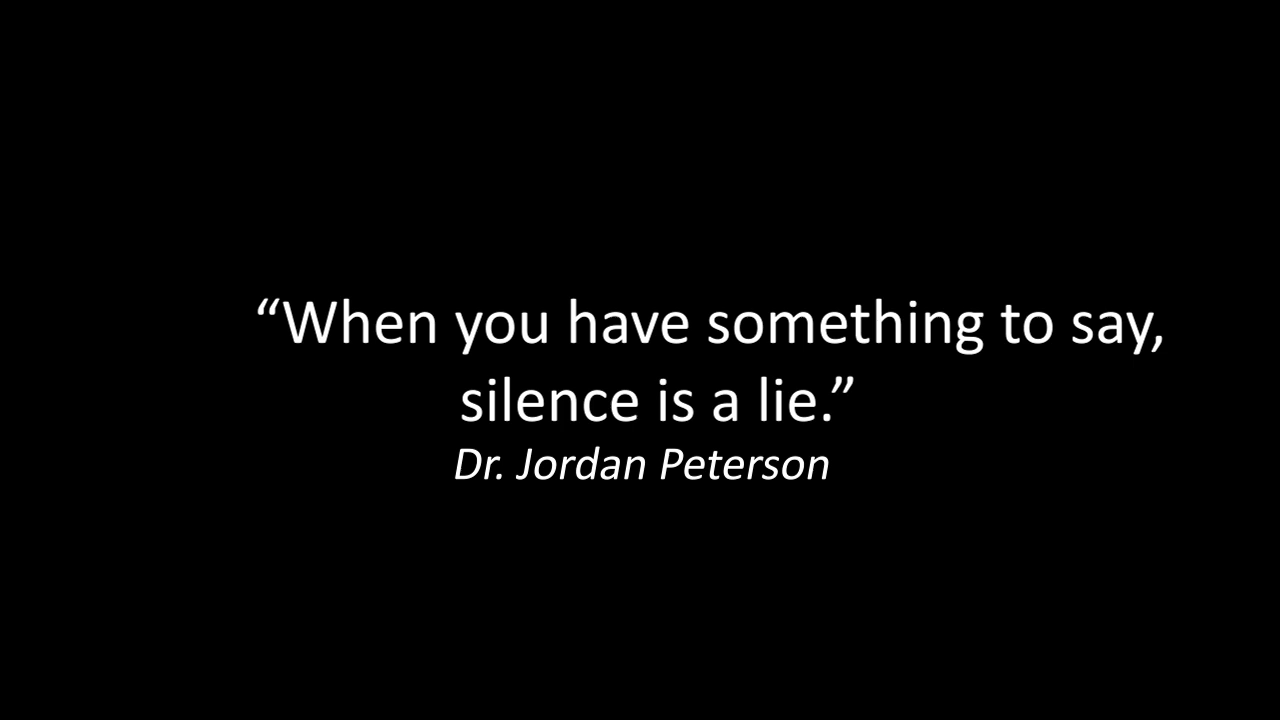 “When you have something to say,
silence is a lie.”
Dr. Jordan Peterson